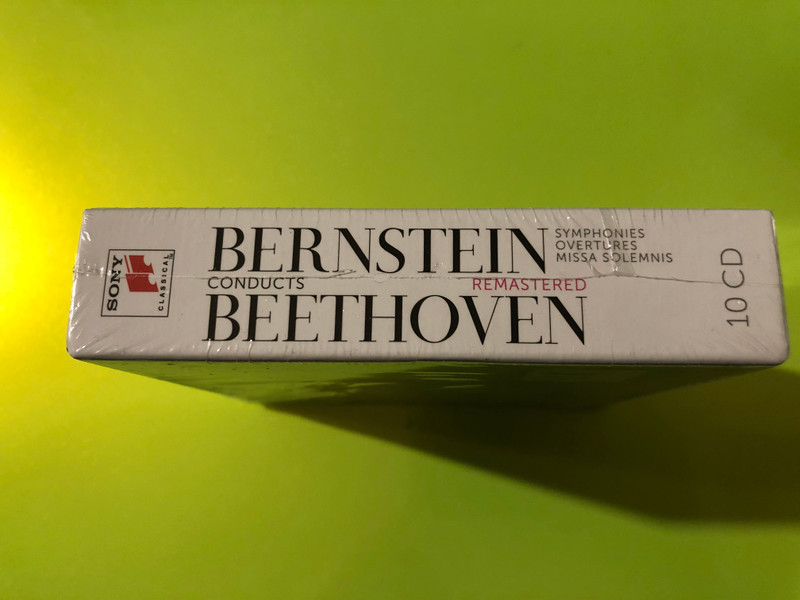 SONY
CLASSICAL
BERNSTEIN
SYMPHONIES
OVERTURES
MISSA SOLEMNIS
CONDUCTS
REMASTERED
BEETHOVEN
10 CD